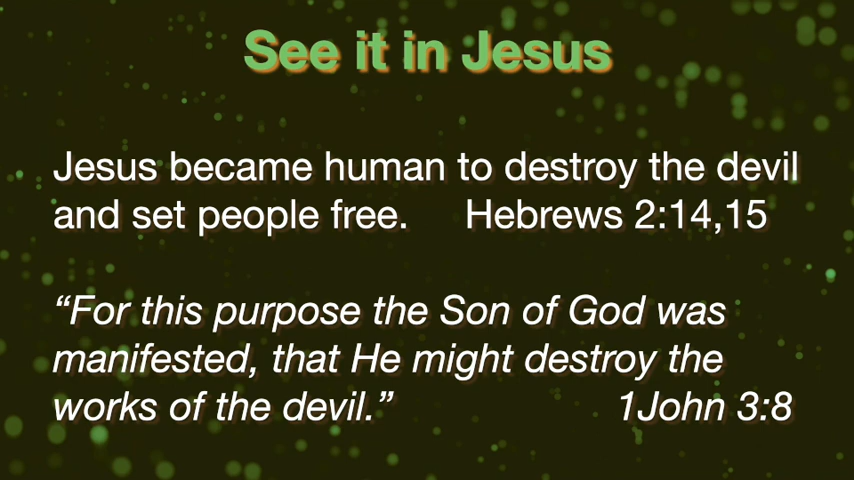 See it in Jesus
Jesus became human to destroy the devil
and set people free. Hebrews 2:14,15
“For this purpose the Son of God was
manifested, that He might destroy the
works of the devil.” 1John 3:8